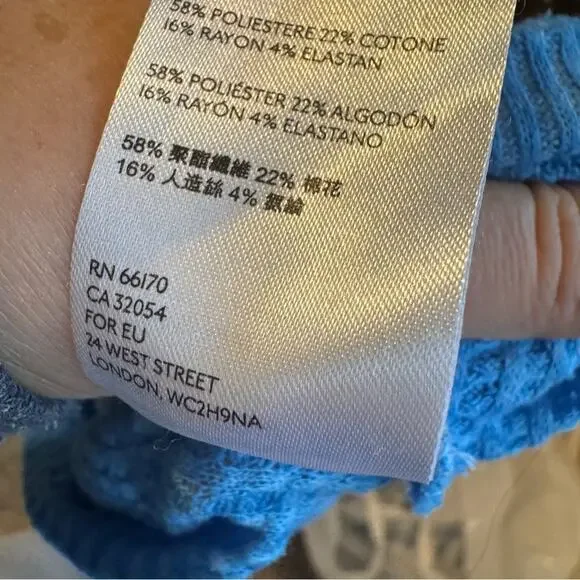 58% POLIESTERE 22% COTONE
16% RAYON 4% ELASTAN
58% POLIÉSTER 22% ALGODÓN
16% RAYÓN 4% ELASTANO
58% 聚酯纖維 22% 棉花
16% 人造絲 4% 氨綸
RN 66170
CA 32054
FOR EU
24 WEST STREET
LONDON, WC2H9NA